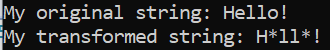 My original string: Hello!
My transformed string: H*ll*!